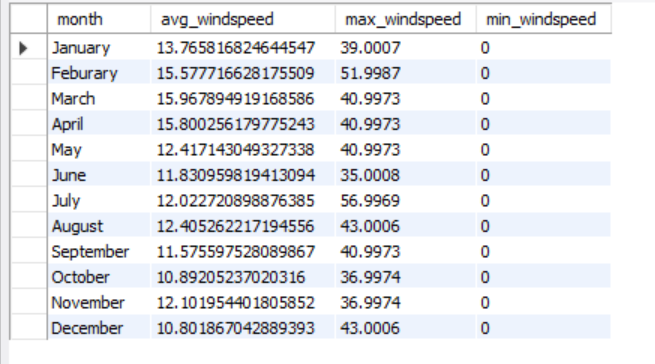 month avg_windspeed max_windspeed min_windspeed
January 13.765816824644547 39.0007 0
Feburary 15.577716628175509 51.9987 0
March 15.967894919168586 40.9973 0
April 15.800256179775243 40.9973 0
May 12.417143049327338 40.9973 0
June 11.830959819413094 35.0008 0
July 12.022720898876385 56.9969 0
August 12.405262217194556 43.0006 0
September 11.575597528089867 40.9973 0
October 10.89205237020316 36.9974 0
November 12.101954401805852 36.9974 0
December 10.801867042889393 43.0006 0